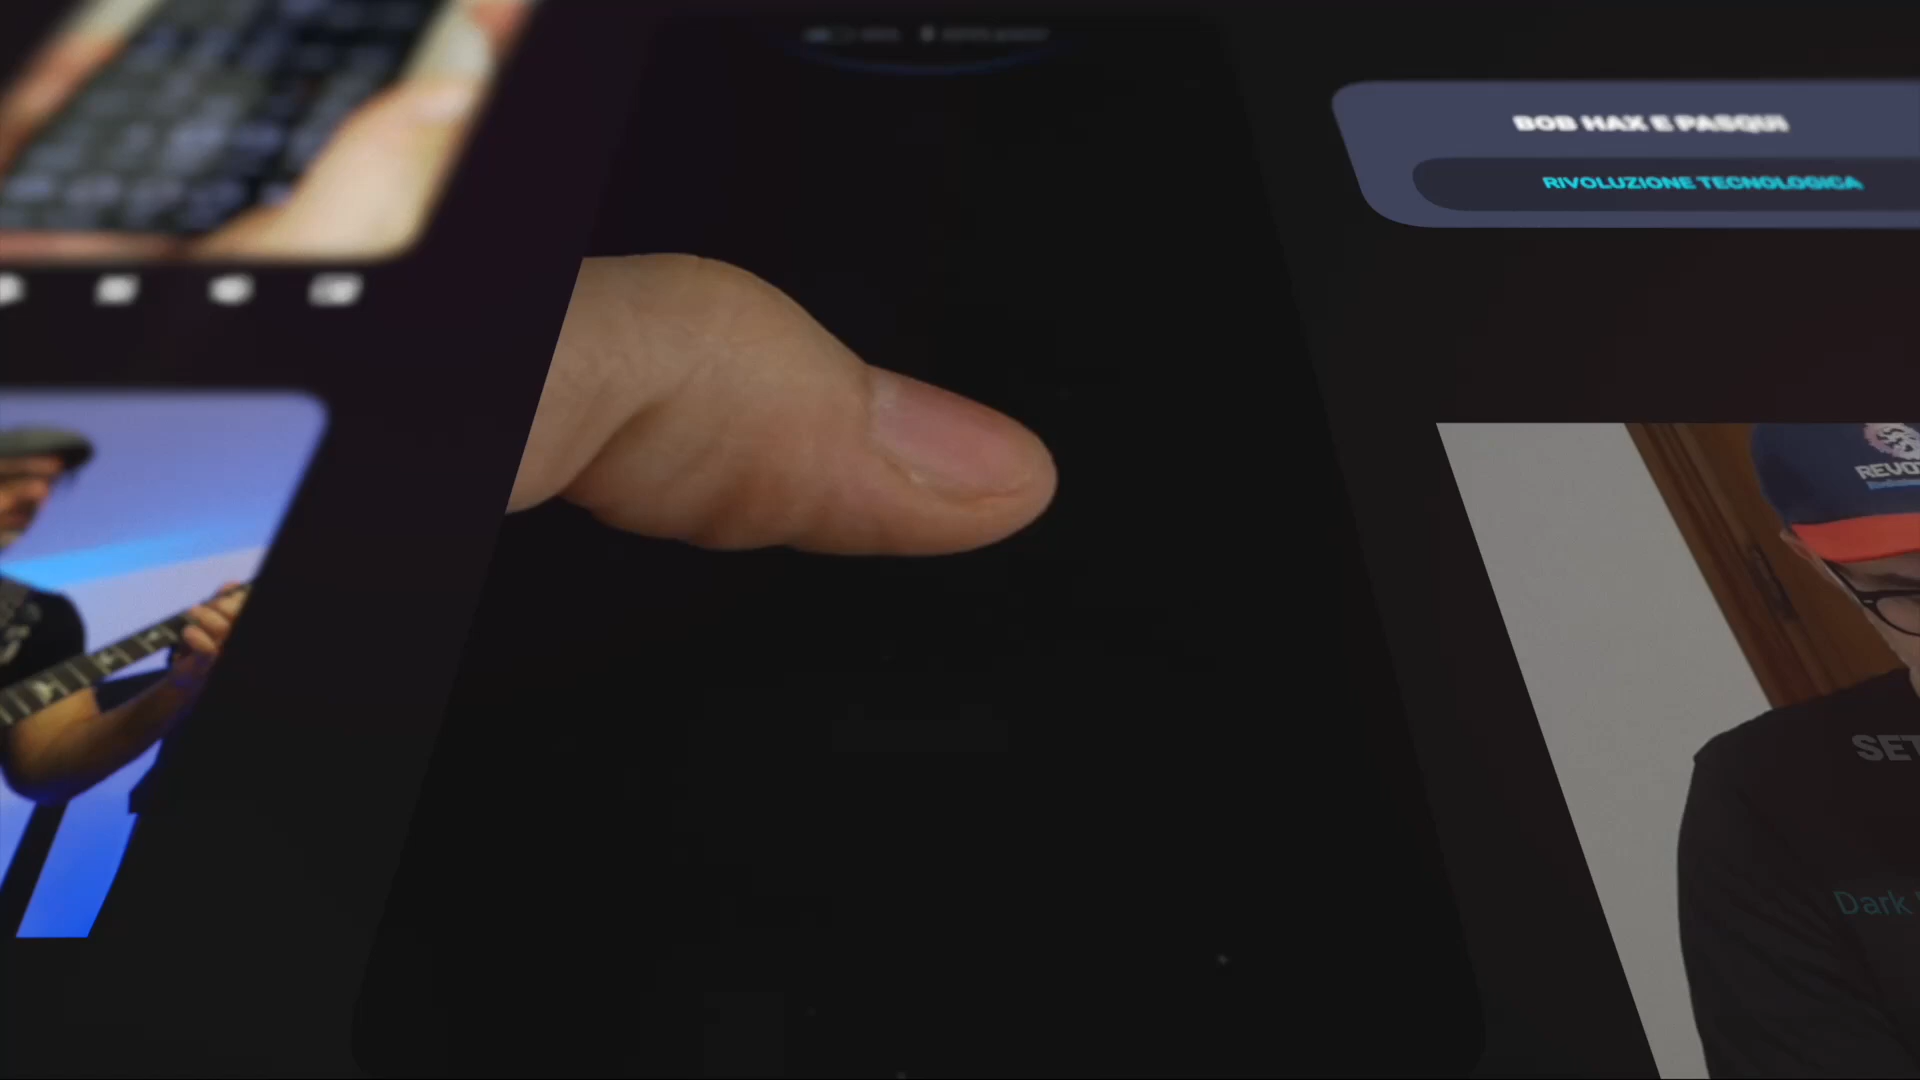 BOB HAX E PASQUI
RIVOLUZIONE TECNOLOGICA
REVO
SET
Dark